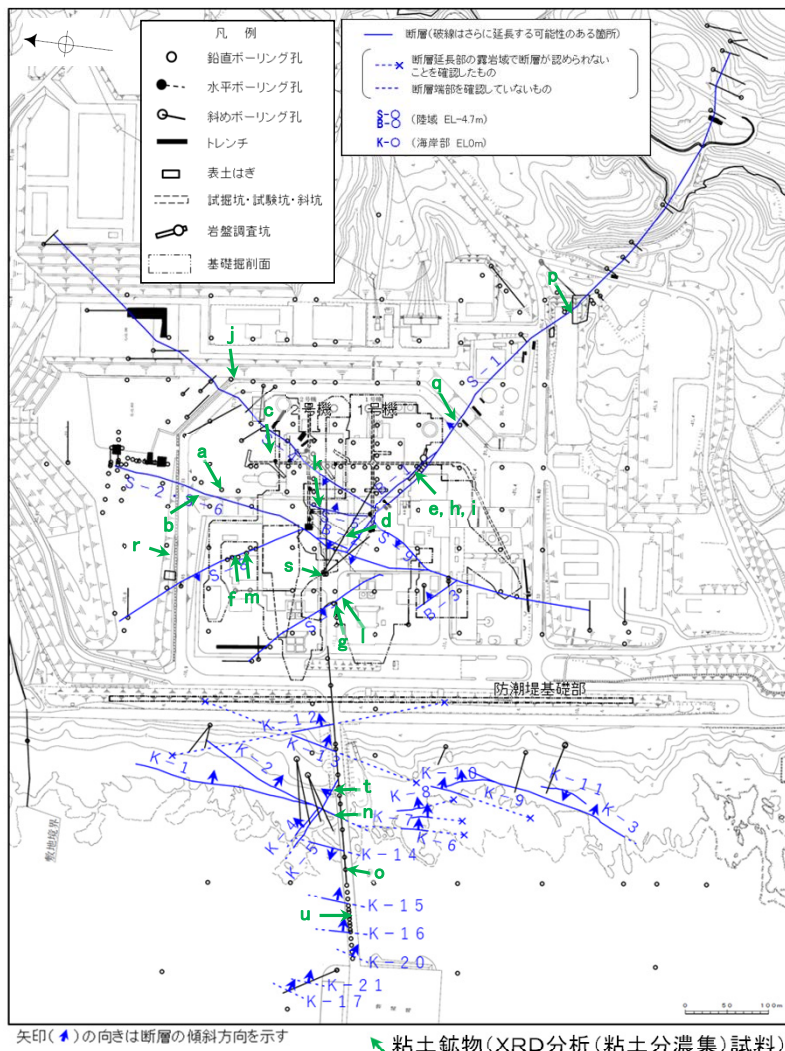 凡　例
鉛直ボーリング孔
水平ボーリング孔
斜めボーリング孔
トレンチ
表土はぎ
試掘坑・試験坑・斜坑
岩盤調査坑
基礎掘削面
断層(破線はさらに延長する可能性のある箇所)
断層延長部の露岩域で断層が認められない
ことを確認したもの
断層端部を確認していないもの
S-○
B-○
(陸域 EL-4.7m)
K-○
(海岸部 EL0m)
p
S-1
j
q
2号機
1号機
c
a
k
S-2・S-6
b
d
e, h, i
S-5
r
s
S-8
f
m
B-3
g
l
防潮堤基礎部
K-12
K-13
K-1
K-2
K-10
K-11
t
K-8
K-9
K-3
n
K-7
K-4
K-6
K-5
K-14
敷地境界
o
K-15
u
K-16
K-20
K-21
K-17
0 50 100m
矢印( )の向きは断層の傾斜方向を示す
粘土鉱物(XRD分析(粘土分濃集)試料)